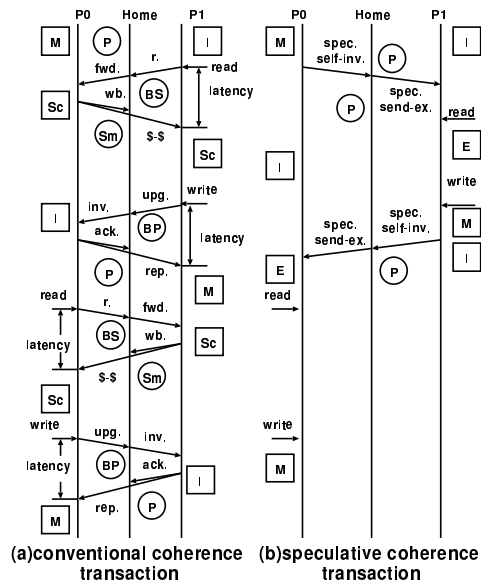 P0 Home P1
M P I
r.
fwd. read
wb. BS latency
Sc
Sm $-$
Sc
upg. write
I inv.
BP
ack. latency
P rep.
M
read r. fwd.
BS wb. Sc
latency
$-$ Sm
Sc
write upg. inv.
BP ack.
latency I
rep. P
M
(a)conventional coherence
transaction
P0 Home P1
M spec. I
self-inv. P
P spec.
send-ex. read
E
I
write
spec. spec. M
send-ex. self-inv.
I
E P
read
write
M
(b)speculative coherence
transaction